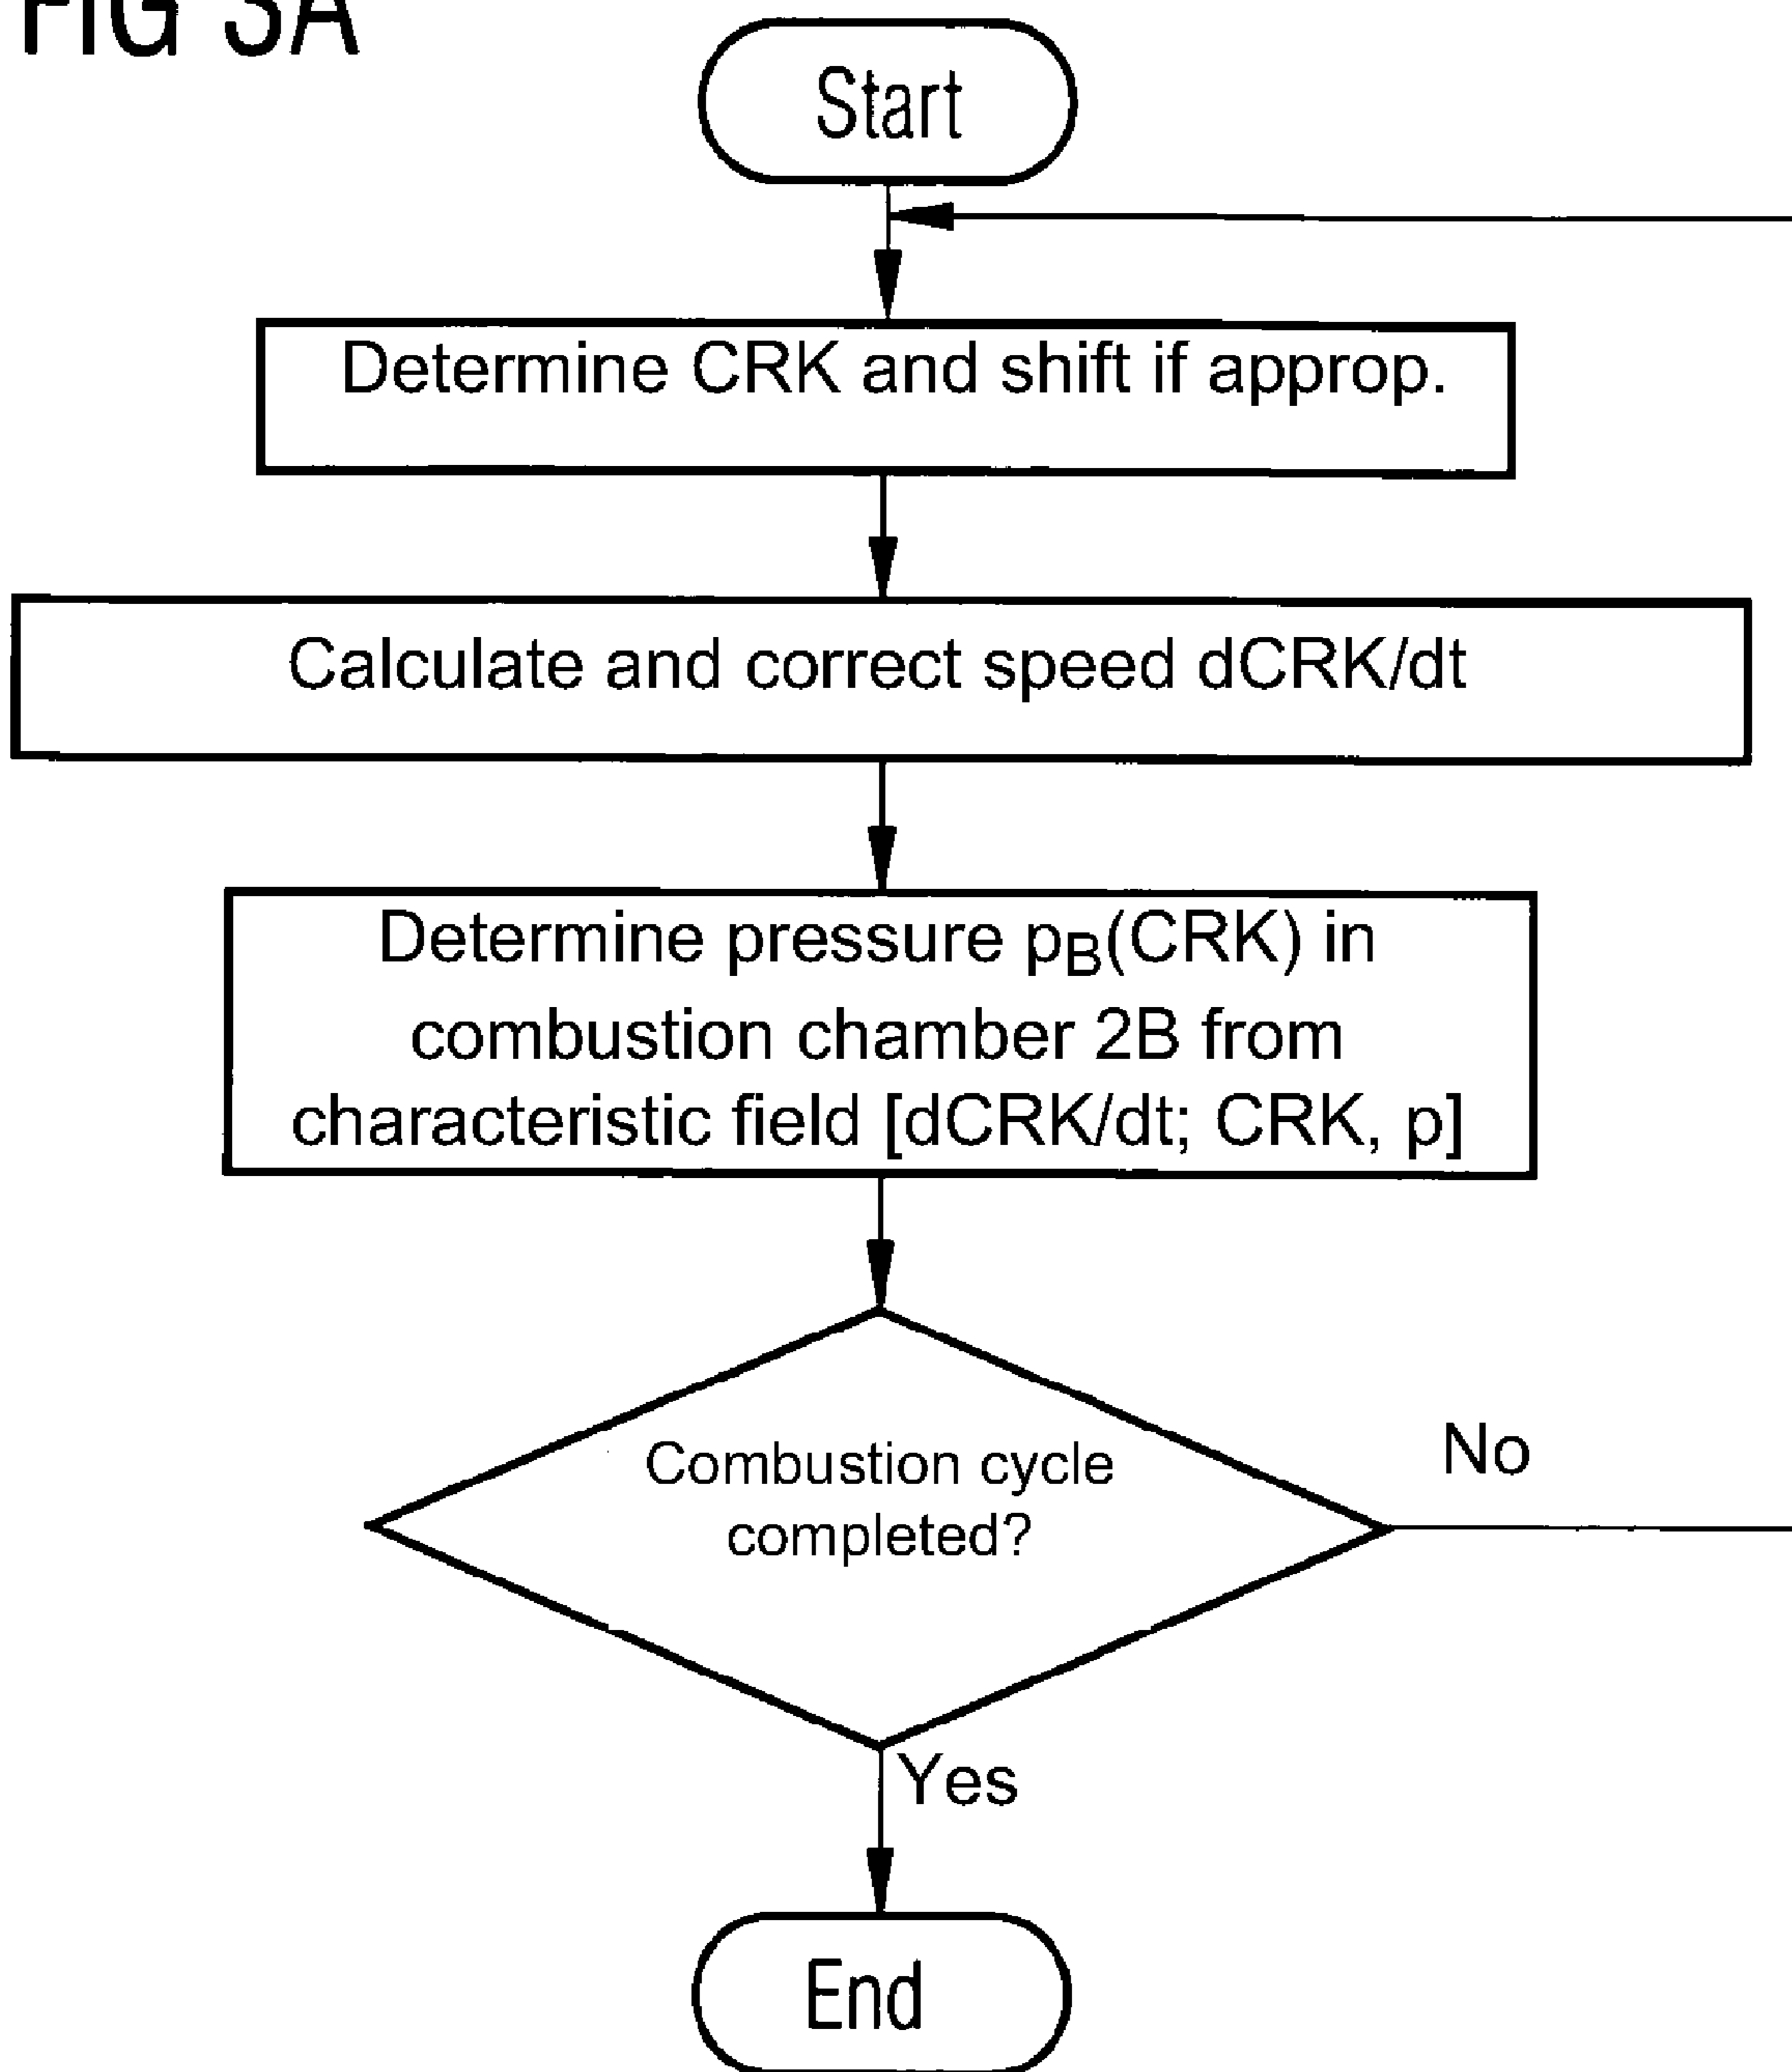 FIG 3A
Start
Determine CRK and shift if approp.
Calculate and correct speed dCRK/dt
Determine pressure pB(CRK) in
combustion chamber 2B from
characteristic field [dCRK/dt; CRK, p]
Combustion cycle
completed?
No
Yes
End